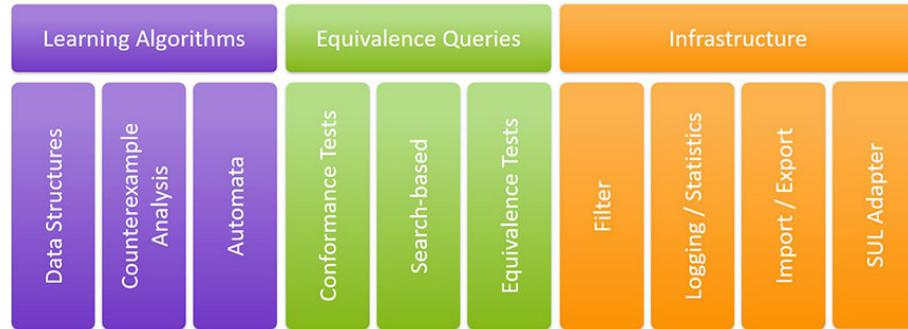 Learning Algorithms
Equivalence Queries
Infrastructure
Data Structures
Counterexample
Analysis
Automata
Conformance Tests
Search-based
Equivalence Tests
Filter
Logging / Statistics
Import / Export
SUL Adapter